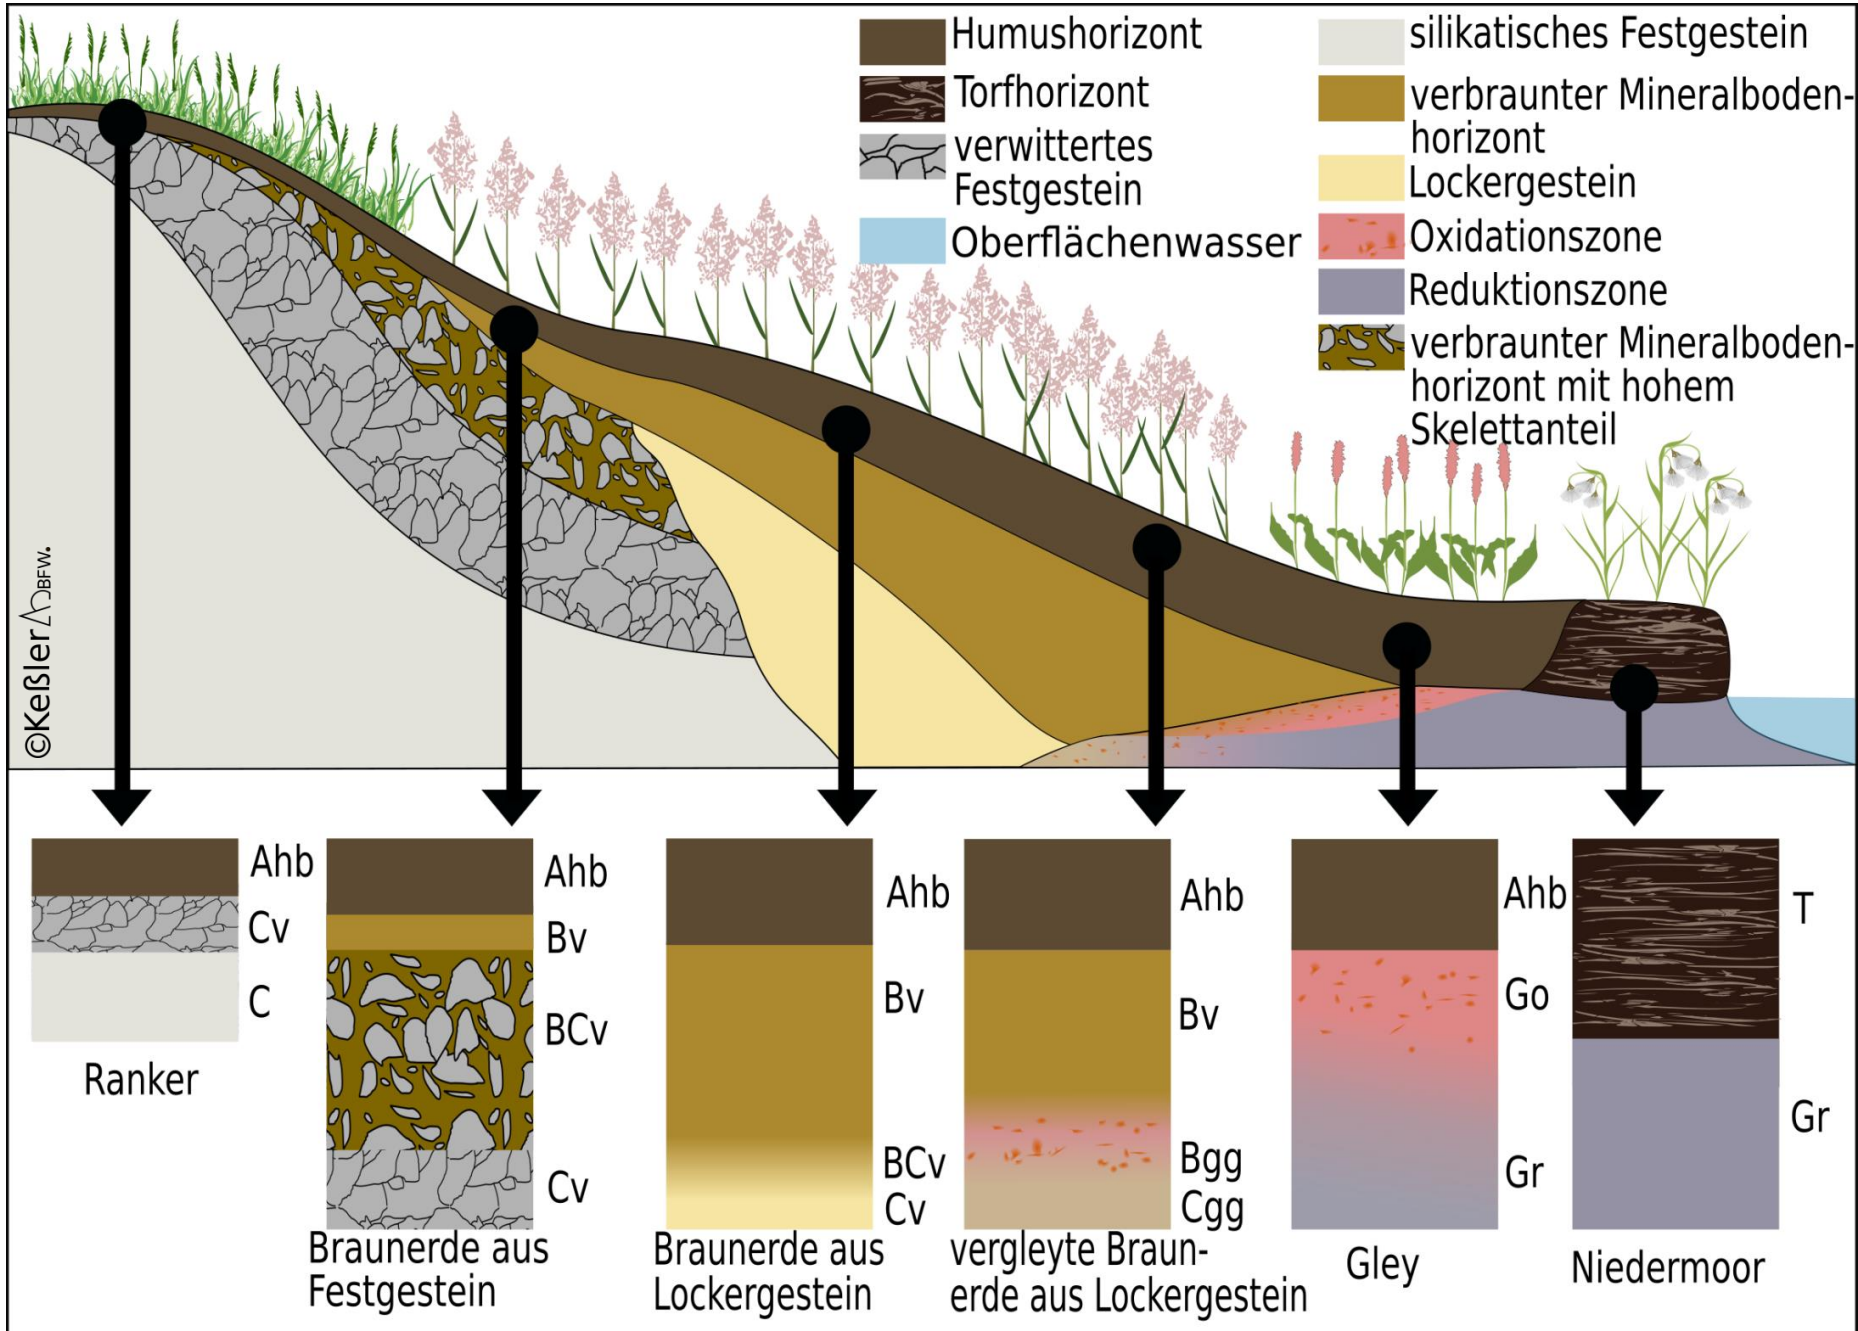 Humushorizont
Torfhorizont
verwittertes
Festgestein
Oberflächenwasser
silikatisches Festgestein
verbraunter Mineralboden-
horizont
Lockergestein
Oxidationszone
Reduktionszone
verbraunter Mineralboden-
horizont mit hohem
Skelettanteil
©Keßler BFW.
Ahb
Cv
C
Ranker
Ahb
Bv
BCv
Cv
Braunerde aus
Festgestein
Ahb
Bv
BCv
Cv
Braunerde aus
Lockergestein
Ahb
Bv
Bgg
Cgg
vergleyte Braun-
erde aus Lockergestein
Ahb
Go
Gr
Gley
T
Gr
Niedermoor